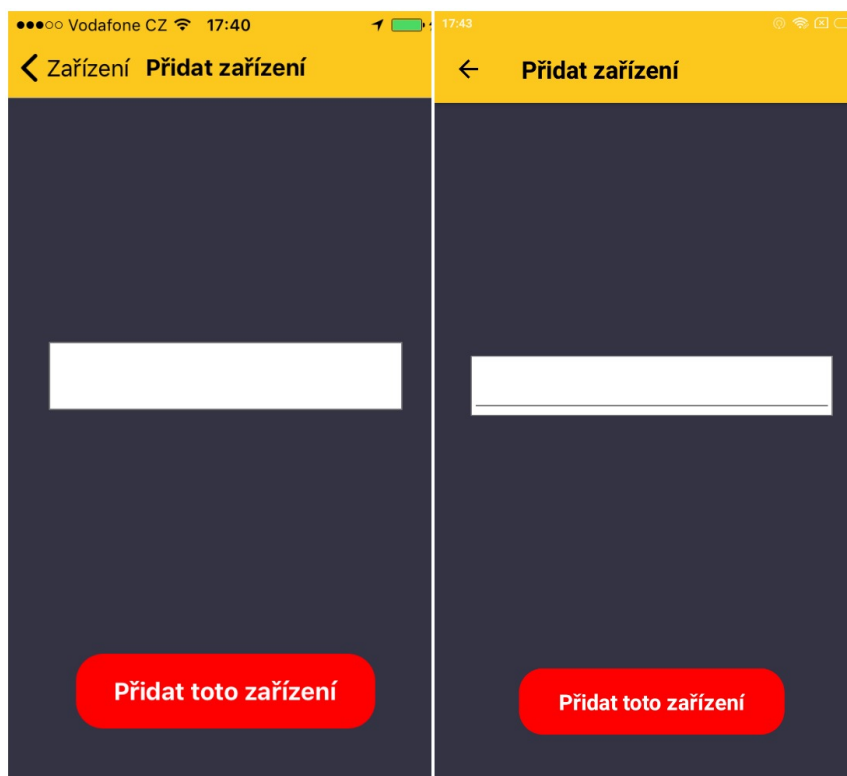 Vodafone CZ 17:40
Zařízení Přidat zařízení
Přidat toto zařízení
17:43
Přidat zařízení
Přidat toto zařízení